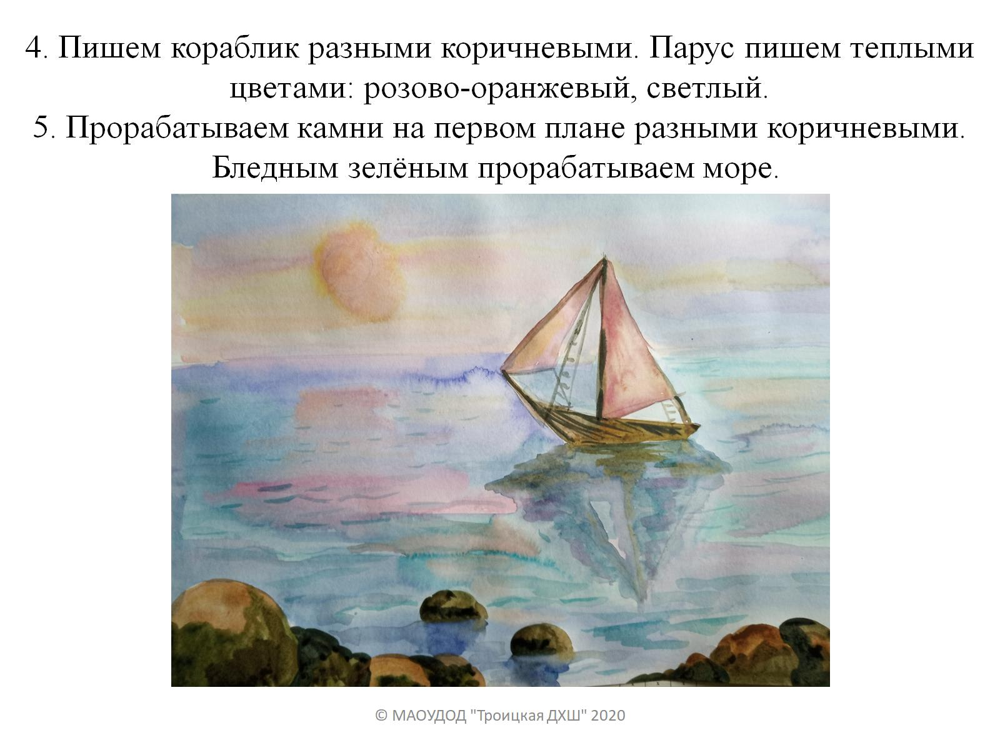 4. Пишем кораблик разными коричневыми. Парус пишем теплыми
цветами: розово-оранжевый, светлый.
5. Прорабатываем камни на первом плане разными коричневыми.
Бледным зелёным прорабатываем море.
© МАОУДОД "Троицкая ДХШ" 2020